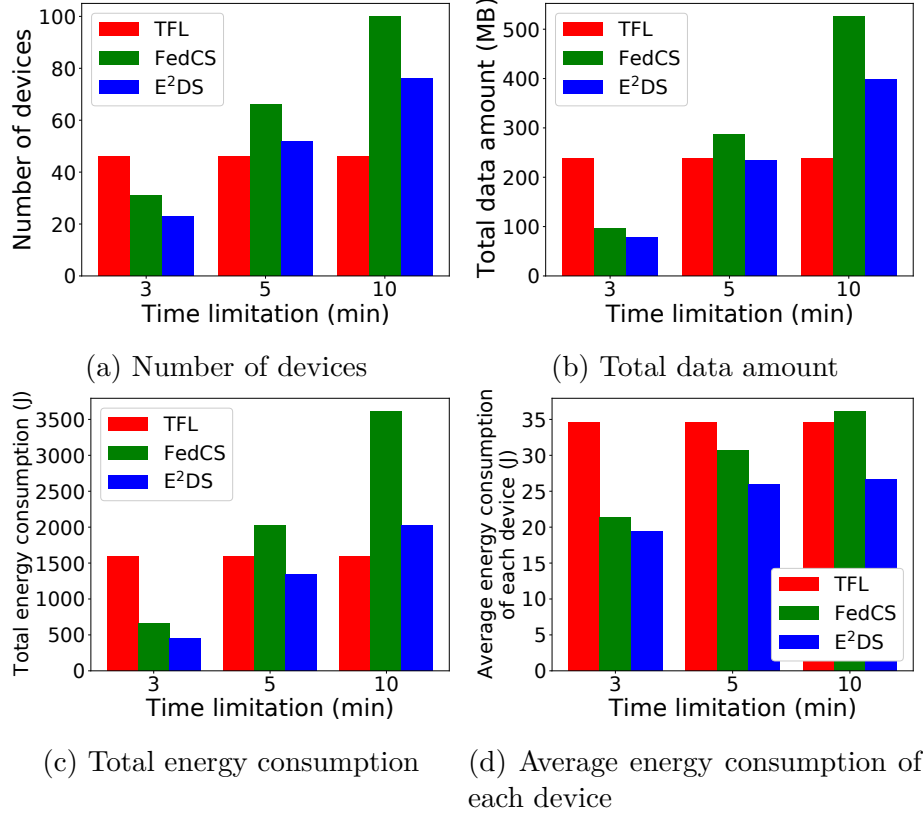 Number of devices
100
80
60
40
20
0
TFL
FedCS
E²DS
3 5 10
Time limitation (min)
(a) Number of devices
Total data amount (MB)
500
400
300
200
100
0
TFL
FedCS
E²DS
3 5 10
Time limitation (min)
(b) Total data amount
Total energy consumption (J)
3500
3000
2500
2000
1500
1000
500
0
TFL
FedCS
E²DS
3 5 10
Time limitation (min)
(c) Total energy consumption
Average energy consumption
of each device (J)
35
30
25
20
15
10
5
0
TFL
FedCS
E²DS
3 5 10
Time limitation (min)
(d) Average energy consumption of
each device